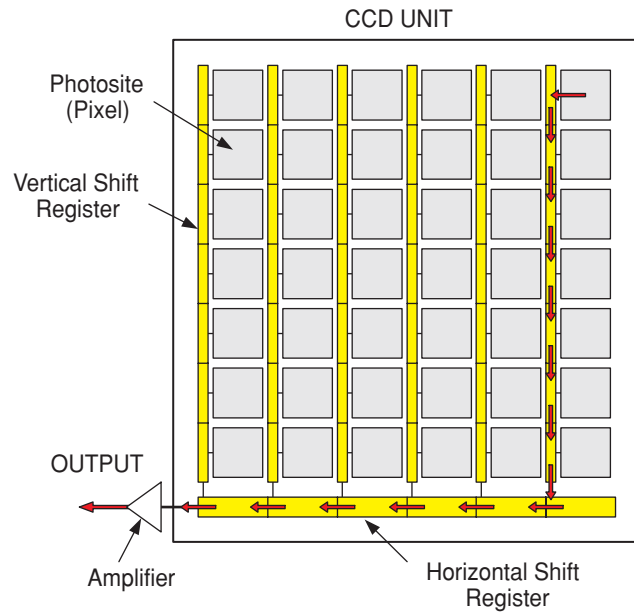 CCD UNIT
Photosite
(Pixel)
Vertical Shift
Register
OUTPUT
Amplifier
Horizontal Shift
Register